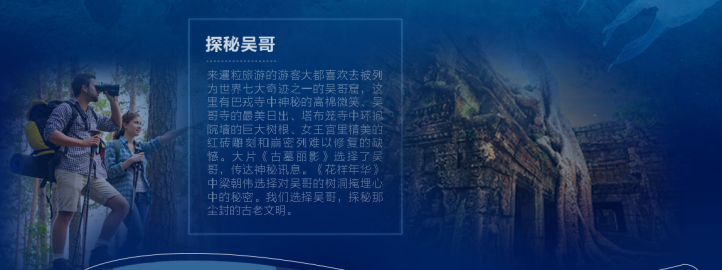 探秘吴哥
来暹粒旅游的游客大都喜欢去被列
为世界七大奇迹之一的吴哥窟，这
里有巴戎寺中神秘的高棉微笑、吴
哥寺的最美日出、塔布茏寺中环抱
院墙的巨大树根、女王宫里精美的
红砖雕刻和崩密列难以修复的缺
憾。大片《古墓丽影》选择了吴
哥，传达神秘讯息。《花样年华》
中梁朝伟选择对吴哥的树洞掩埋心
中的秘密。我们选择吴哥，探秘那
尘封的古老文明。